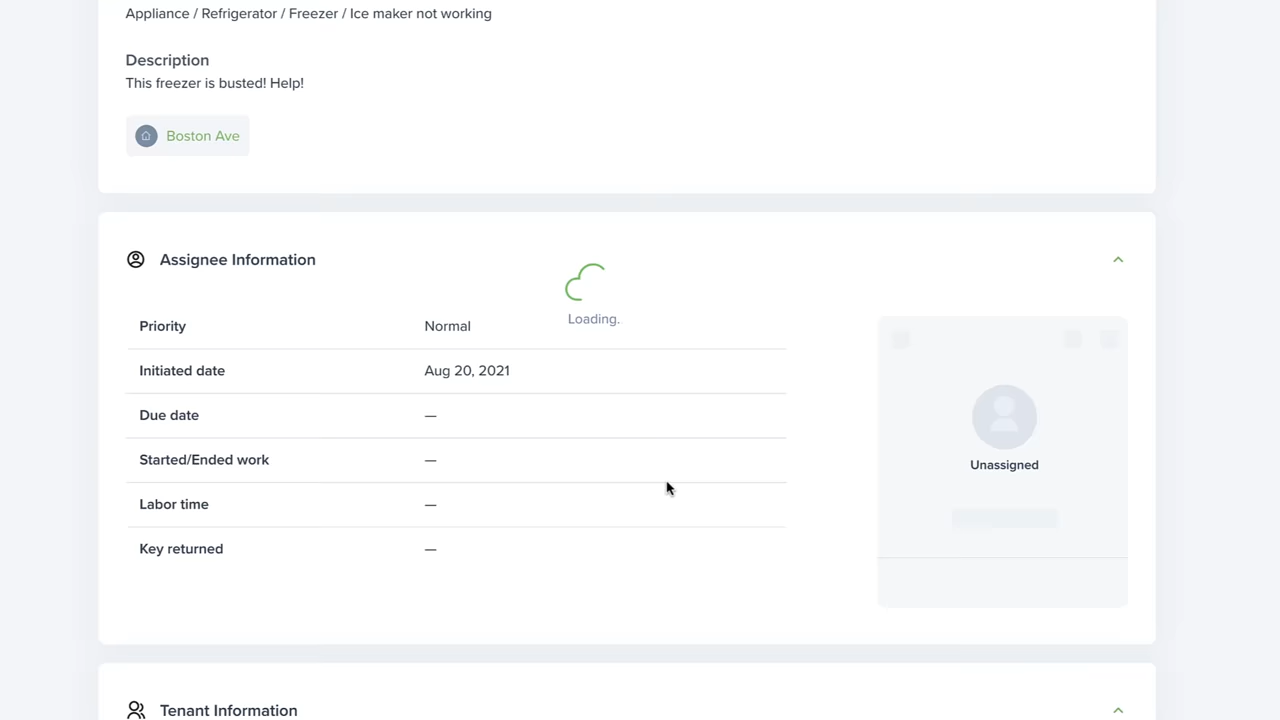 Appliance / Refrigerator / Freezer / Ice maker not working
Description
This freezer is busted! Help!
Boston Ave
Assignee Information
Loading.
Priority Normal
Initiated date Aug 20, 2021
Due date —
Started/Ended work —
Labor time —
Key returned —
Unassigned
Tenant Information